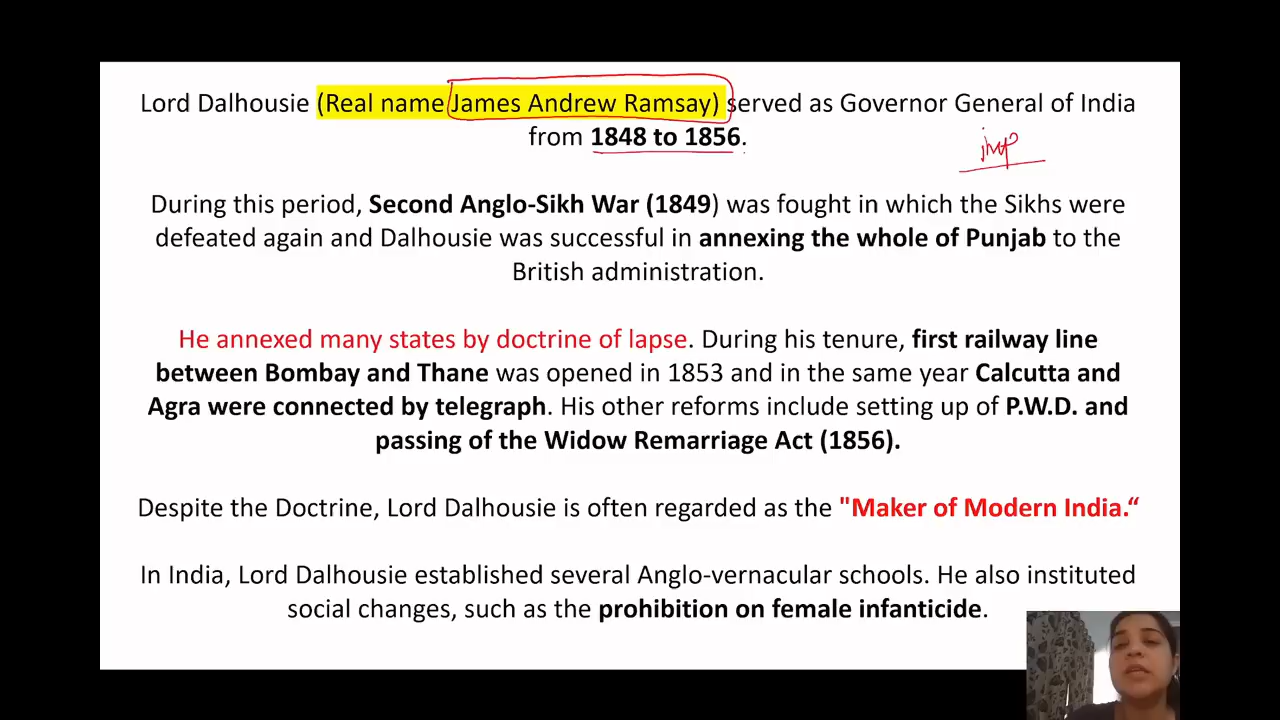 Lord Dalhousie (Real name James Andrew Ramsay) served as Governor General of India
from 1848 to 1856.
imp
During this period, Second Anglo-Sikh War (1849) was fought in which the Sikhs were
defeated again and Dalhousie was successful in annexing the whole of Punjab to the
British administration.
He annexed many states by doctrine of lapse. During his tenure, first railway line
between Bombay and Thane was opened in 1853 and in the same year Calcutta and
Agra were connected by telegraph. His other reforms include setting up of P.W.D. and
passing of the Widow Remarriage Act (1856).
Despite the Doctrine, Lord Dalhousie is often regarded as the "Maker of Modern India.“
In India, Lord Dalhousie established several Anglo-vernacular schools. He also instituted
social changes, such as the prohibition on female infanticide.